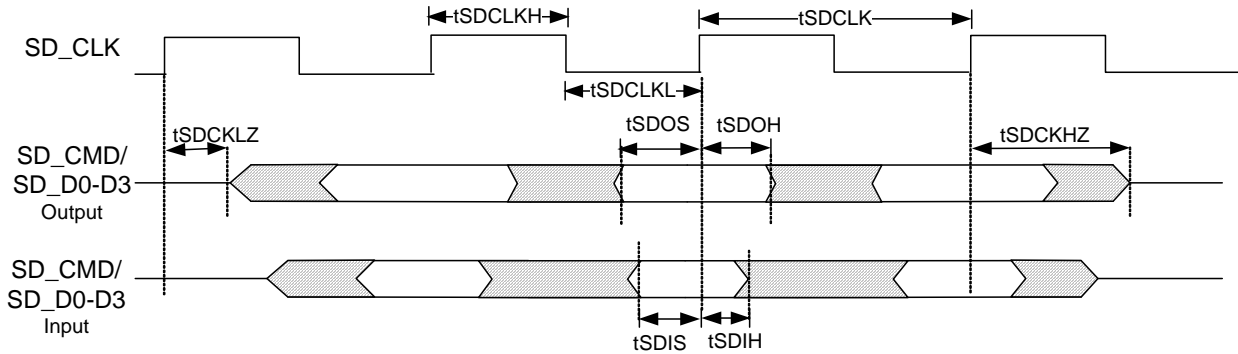 tSDCLKH
tSDCLK
SD_CLK
tSDCLKL
tSDCKLZ
tSDOS
tSDOH
tSDCKHZ
SD_CMD/
SD_D0-D3
Output
SD_CMD/
SD_D0-D3
Input
tSDIS
tSDIH